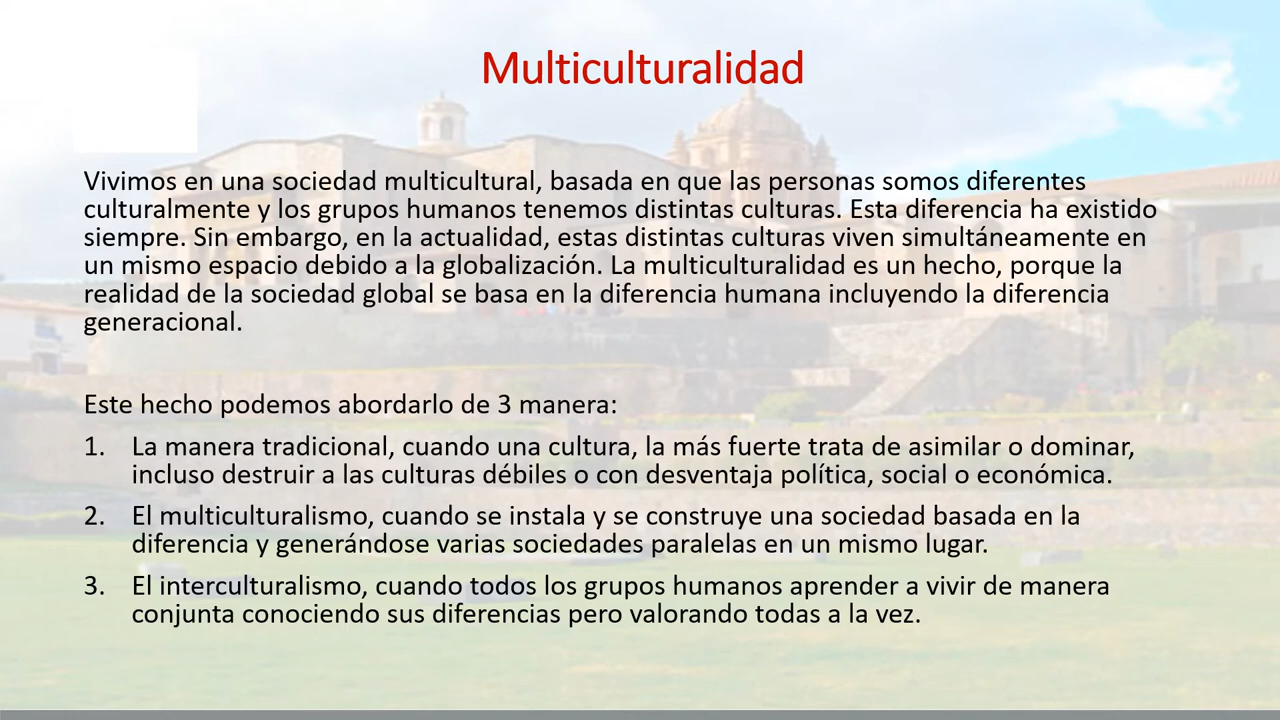 Multiculturalidad
Vivimos en una sociedad multicultural, basada en que las personas somos diferentes
culturalmente y los grupos humanos tenemos distintas culturas. Esta diferencia ha existido
siempre. Sin embargo, en la actualidad, estas distintas culturas viven simultáneamente en
un mismo espacio debido a la globalización. La multiculturalidad es un hecho, porque la
realidad de la sociedad global se basa en la diferencia humana incluyendo la diferencia
generacional.
Este hecho podemos abordarlo de 3 manera:
1. La manera tradicional, cuando una cultura, la más fuerte trata de asimilar o dominar,
incluso destruir a las culturas débiles o con desventaja política, social o económica.
2. El multiculturalismo, cuando se instala y se construye una sociedad basada en la
diferencia y generándose varias sociedades paralelas en un mismo lugar.
3. El interculturalismo, cuando todos los grupos humanos aprender a vivir de manera
conjunta conociendo sus diferencias pero valorando todas a la vez.